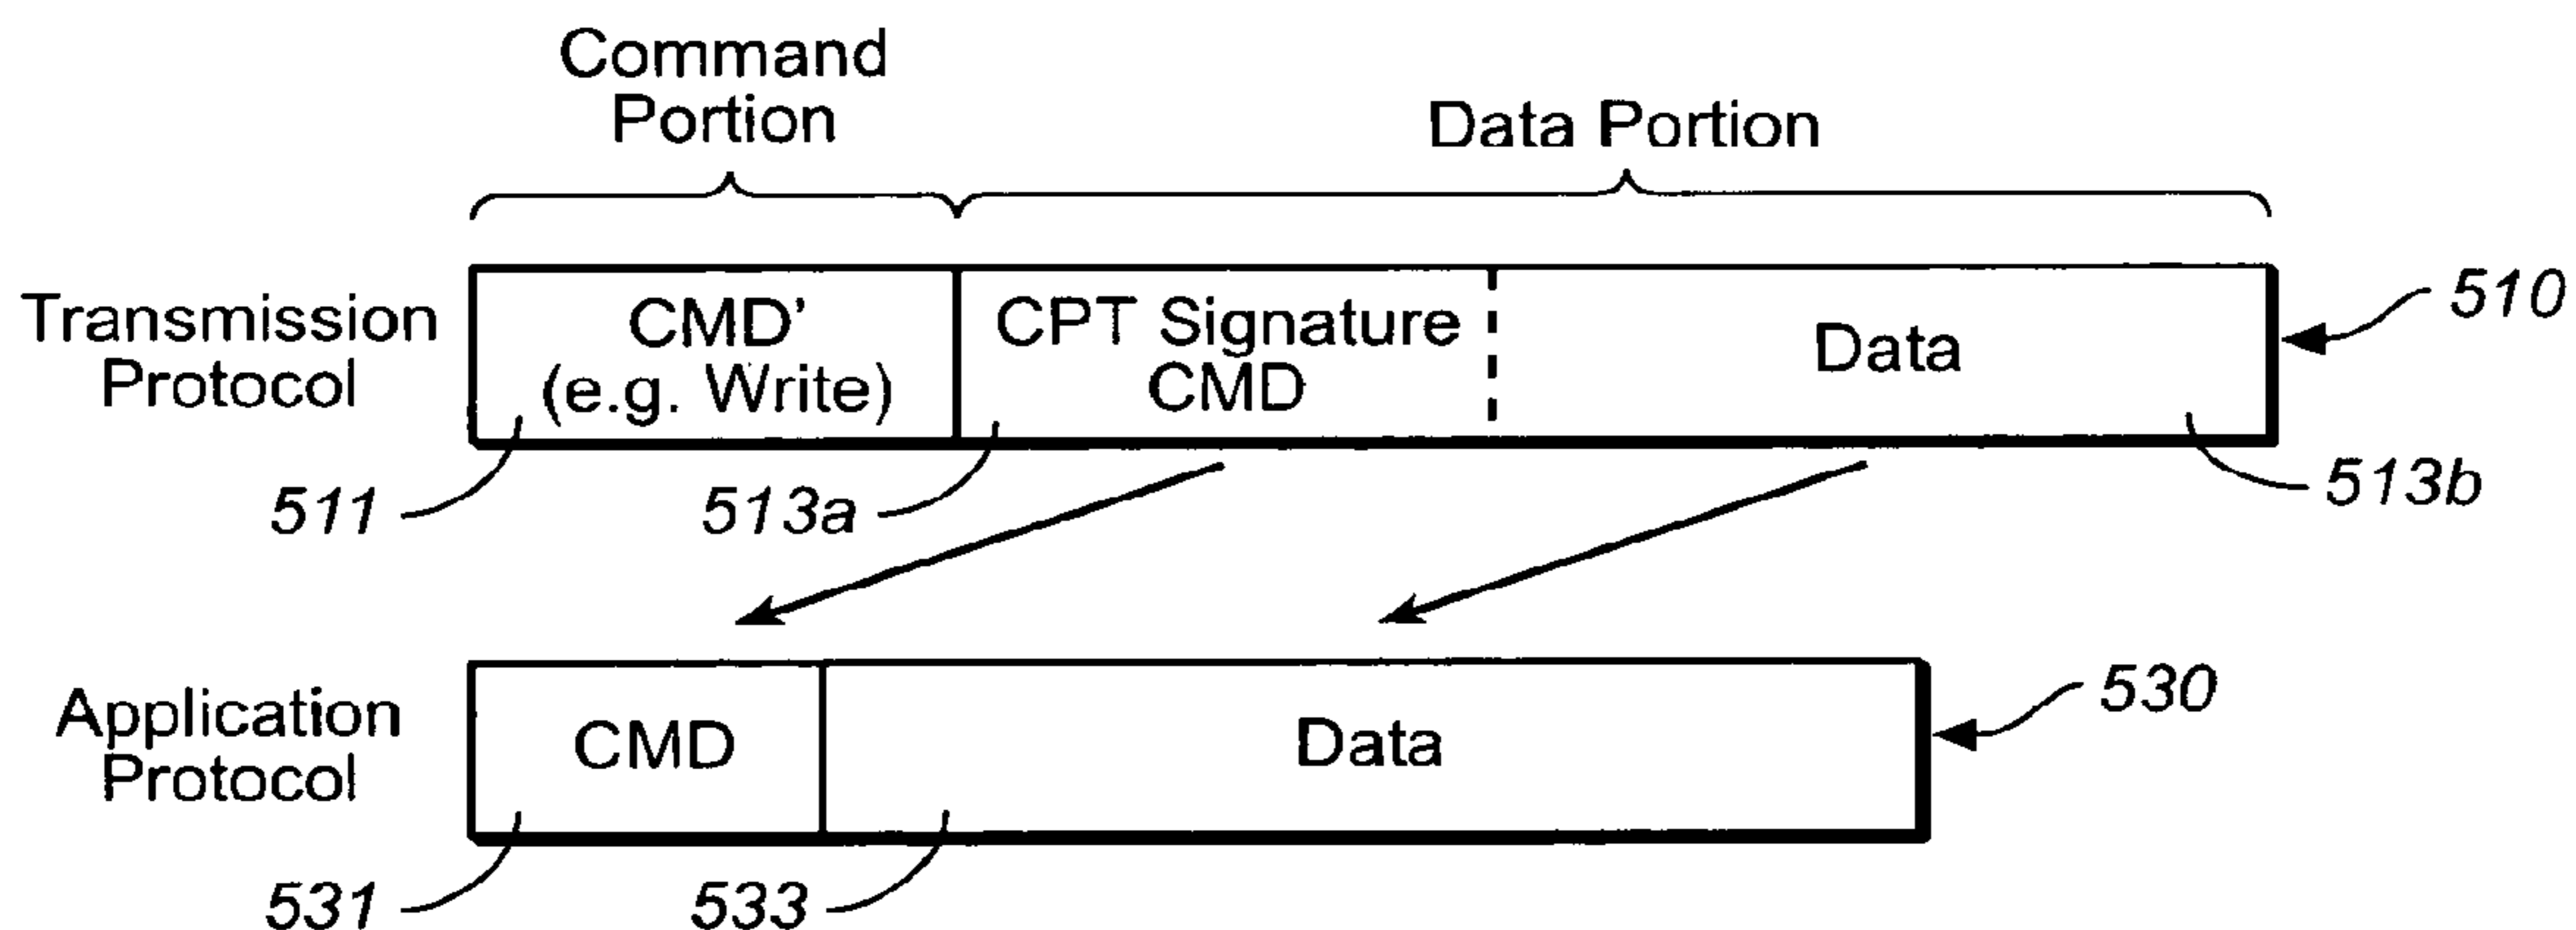 Command
Portion
Data Portion
Transmission
Protocol
CMD'
(e.g. Write)
CPT Signature
CMD
Data
510
511
513a
513b
Application
Protocol
CMD
Data
530
531
533